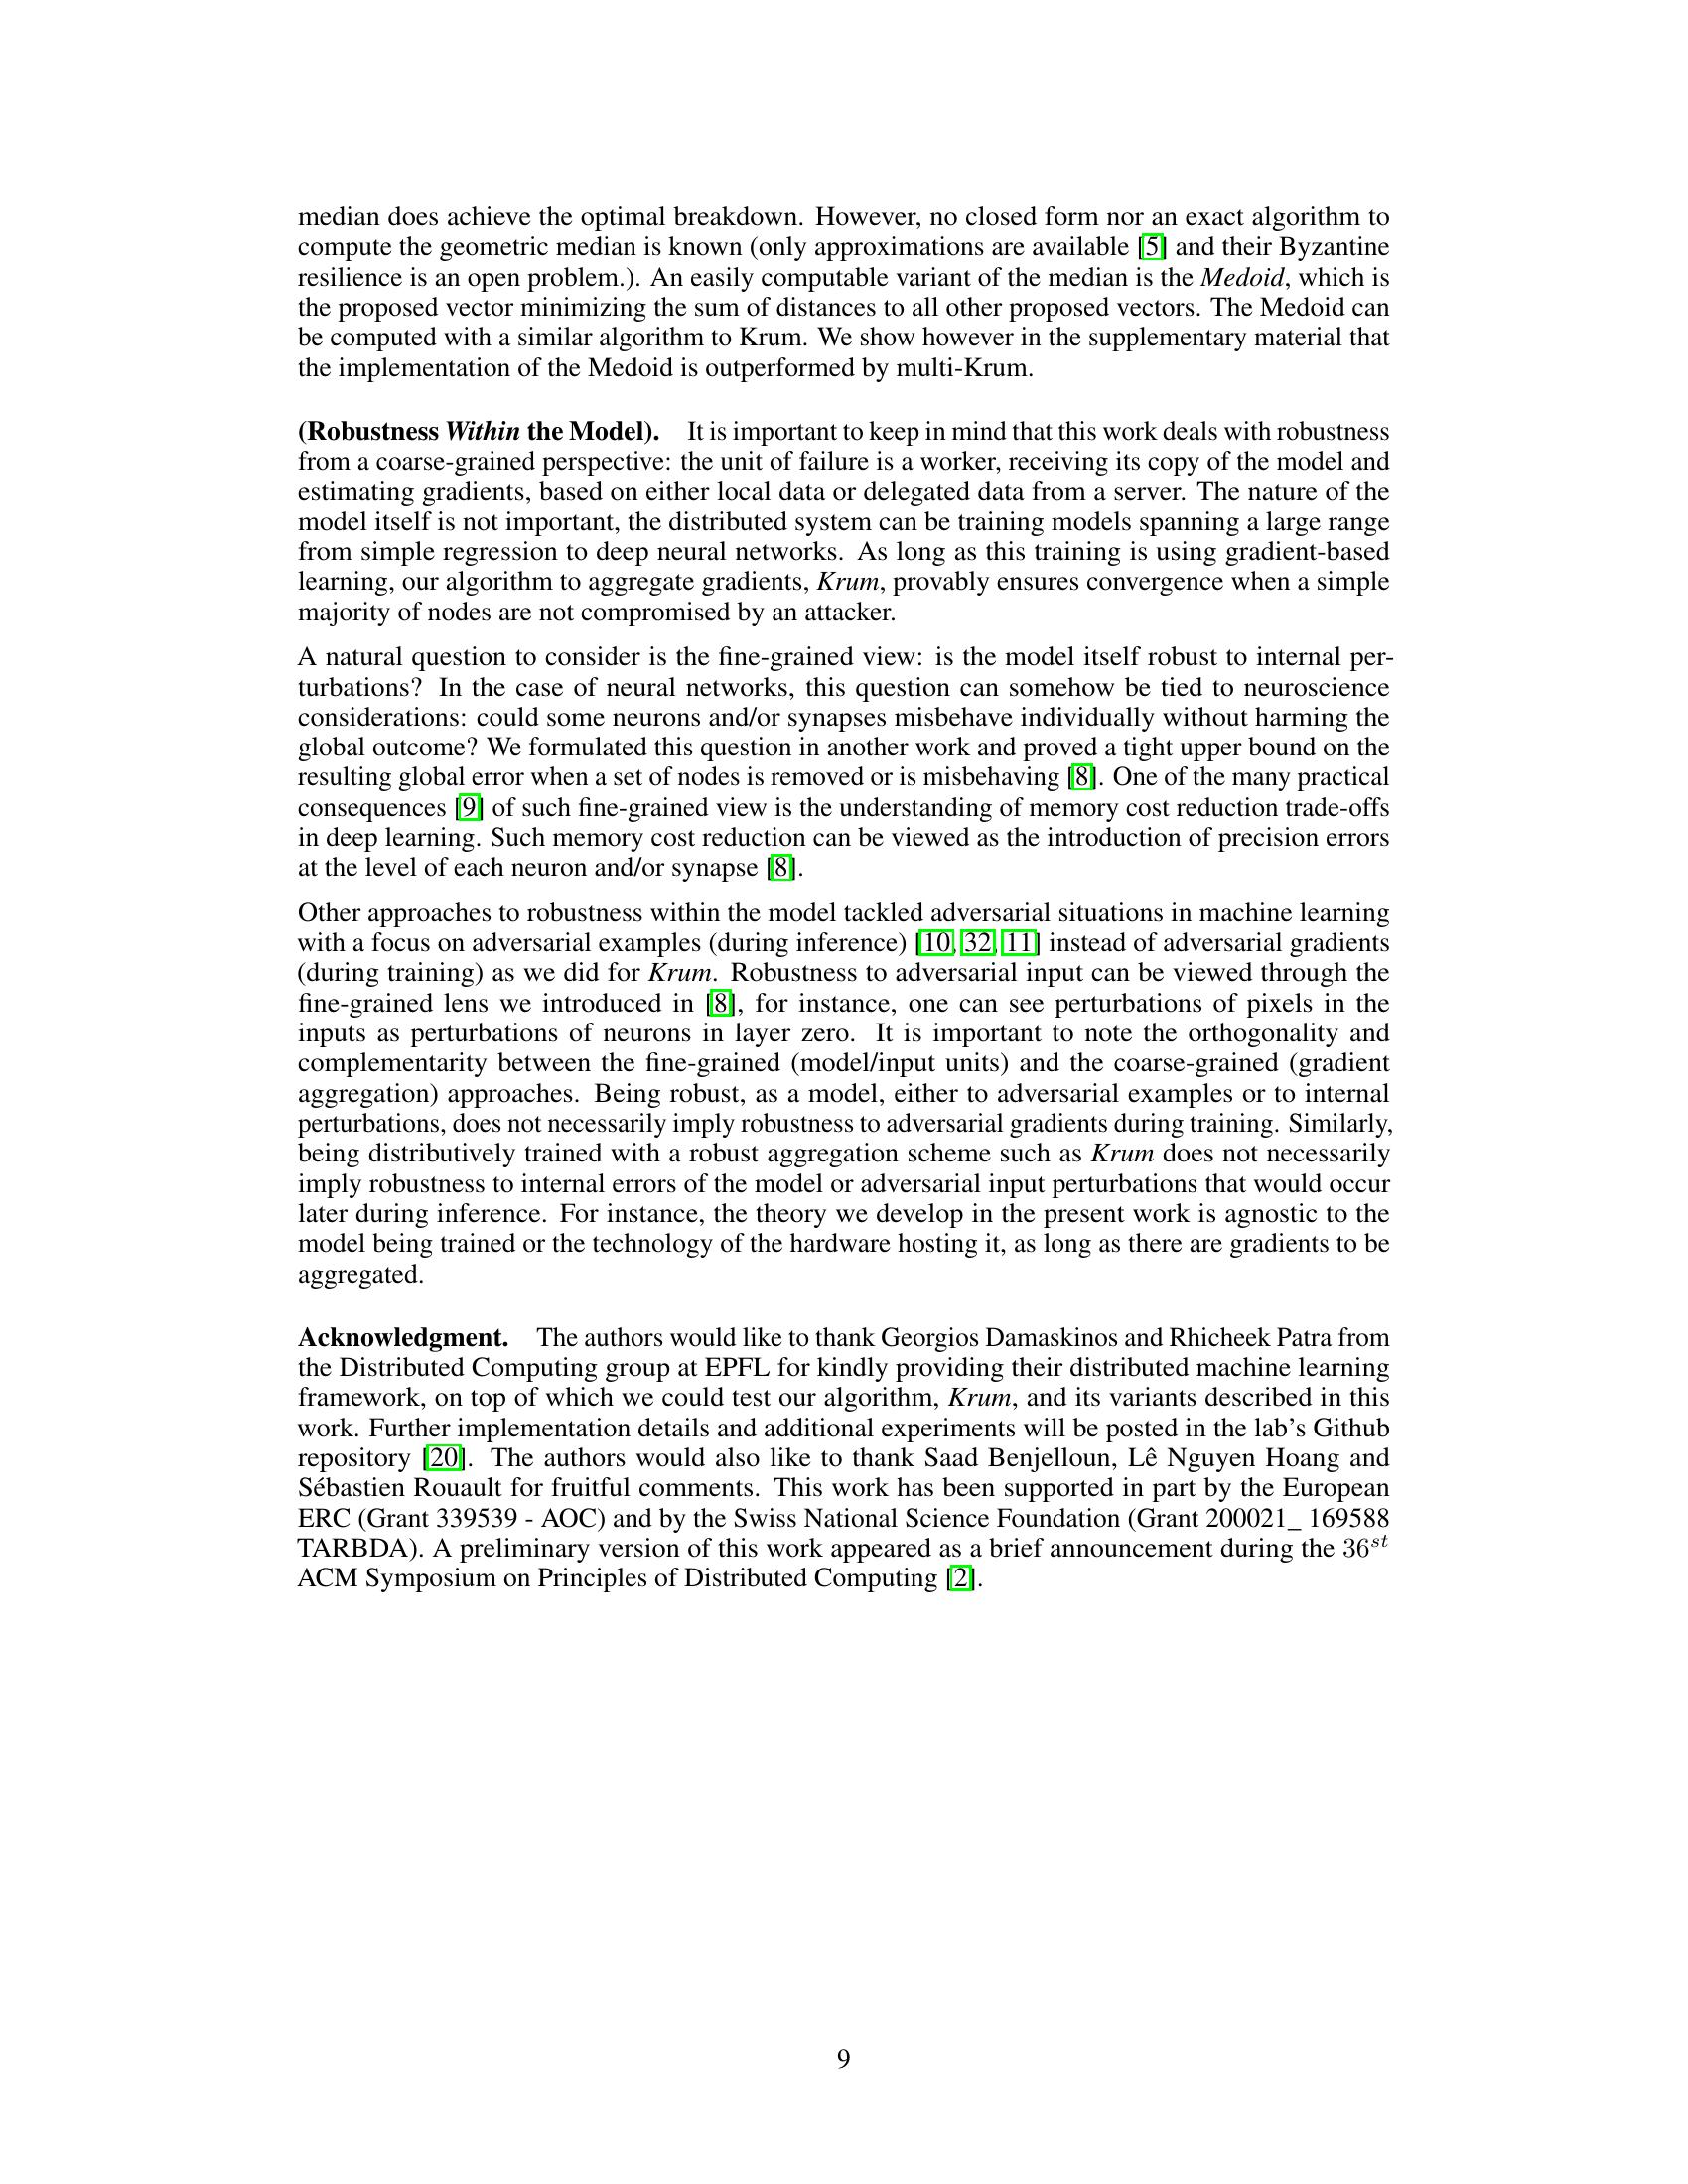 median does achieve the optimal breakdown. However, no closed form nor an exact algorithm to
compute the geometric median is known (only approximations are available [5] and their Byzantine
resilience is an open problem.). An easily computable variant of the median is the Medoid, which is
the proposed vector minimizing the sum of distances to all other proposed vectors. The Medoid can
be computed with a similar algorithm to Krum. We show however in the supplementary material that
the implementation of the Medoid is outperformed by multi-Krum.
(Robustness Within the Model). It is important to keep in mind that this work deals with robustness
from a coarse-grained perspective: the unit of failure is a worker, receiving its copy of the model and
estimating gradients, based on either local data or delegated data from a server. The nature of the
model itself is not important, the distributed system can be training models spanning a large range
from simple regression to deep neural networks. As long as this training is using gradient-based
learning, our algorithm to aggregate gradients, Krum, provably ensures convergence when a simple
majority of nodes are not compromised by an attacker.
A natural question to consider is the fine-grained view: is the model itself robust to internal per-
turbations? In the case of neural networks, this question can somehow be tied to neuroscience
considerations: could some neurons and/or synapses misbehave individually without harming the
global outcome? We formulated this question in another work and proved a tight upper bound on the
resulting global error when a set of nodes is removed or is misbehaving [8]. One of the many practical
consequences [9] of such fine-grained view is the understanding of memory cost reduction trade-offs
in deep learning. Such memory cost reduction can be viewed as the introduction of precision errors
at the level of each neuron and/or synapse [8].
Other approaches to robustness within the model tackled adversarial situations in machine learning
with a focus on adversarial examples (during inference) [10, 32, 11] instead of adversarial gradients
(during training) as we did for Krum. Robustness to adversarial input can be viewed through the
fine-grained lens we introduced in [8], for instance, one can see perturbations of pixels in the
inputs as perturbations of neurons in layer zero. It is important to note the orthogonality and
complementarity between the fine-grained (model/input units) and the coarse-grained (gradient
aggregation) approaches. Being robust, as a model, either to adversarial examples or to internal
perturbations, does not necessarily imply robustness to adversarial gradients during training. Similarly,
being distributively trained with a robust aggregation scheme such as Krum does not necessarily
imply robustness to internal errors of the model or adversarial input perturbations that would occur
later during inference. For instance, the theory we develop in the present work is agnostic to the
model being trained or the technology of the hardware hosting it, as long as there are gradients to be
aggregated.
Acknowledgment. The authors would like to thank Georgios Damaskinos and Rhicheek Patra from
the Distributed Computing group at EPFL for kindly providing their distributed machine learning
framework, on top of which we could test our algorithm, Krum, and its variants described in this
work. Further implementation details and additional experiments will be posted in the lab's Github
repository [20]. The authors would also like to thank Saad Benjelloun, Lê Nguyen Hoang and
Sébastien Rouault for fruitful comments. This work has been supported in part by the European
ERC (Grant 339539 - AOC) and by the Swiss National Science Foundation (Grant 200021_ 169588
TARBDA). A preliminary version of this work appeared as a brief announcement during the 36st
ACM Symposium on Principles of Distributed Computing [2].
9